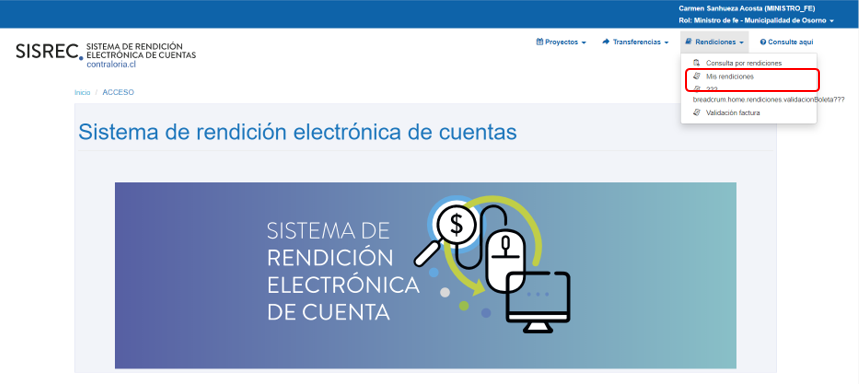 Carmen Sanhueza Acosta (MINISTRO_FE)
Rol: Ministro de fe - Municipalidad de Osorno
SISREC.
SISTEMA DE RENDICIÓN
ELECTRÓNICA DE CUENTAS
contraloria.cl
Proyectos
Transferencias
Rendiciones
Consulte aquí
Consulta por rendiciones
Mis rendiciones
???
breadcrum.home.rendiciones.validacionBoleta???
Validación factura
Inicio / ACCESO
Sistema de rendición electrónica de cuentas
SISTEMA DE
RENDICIÓN
ELECTRÓNICA
DE CUENTA
$